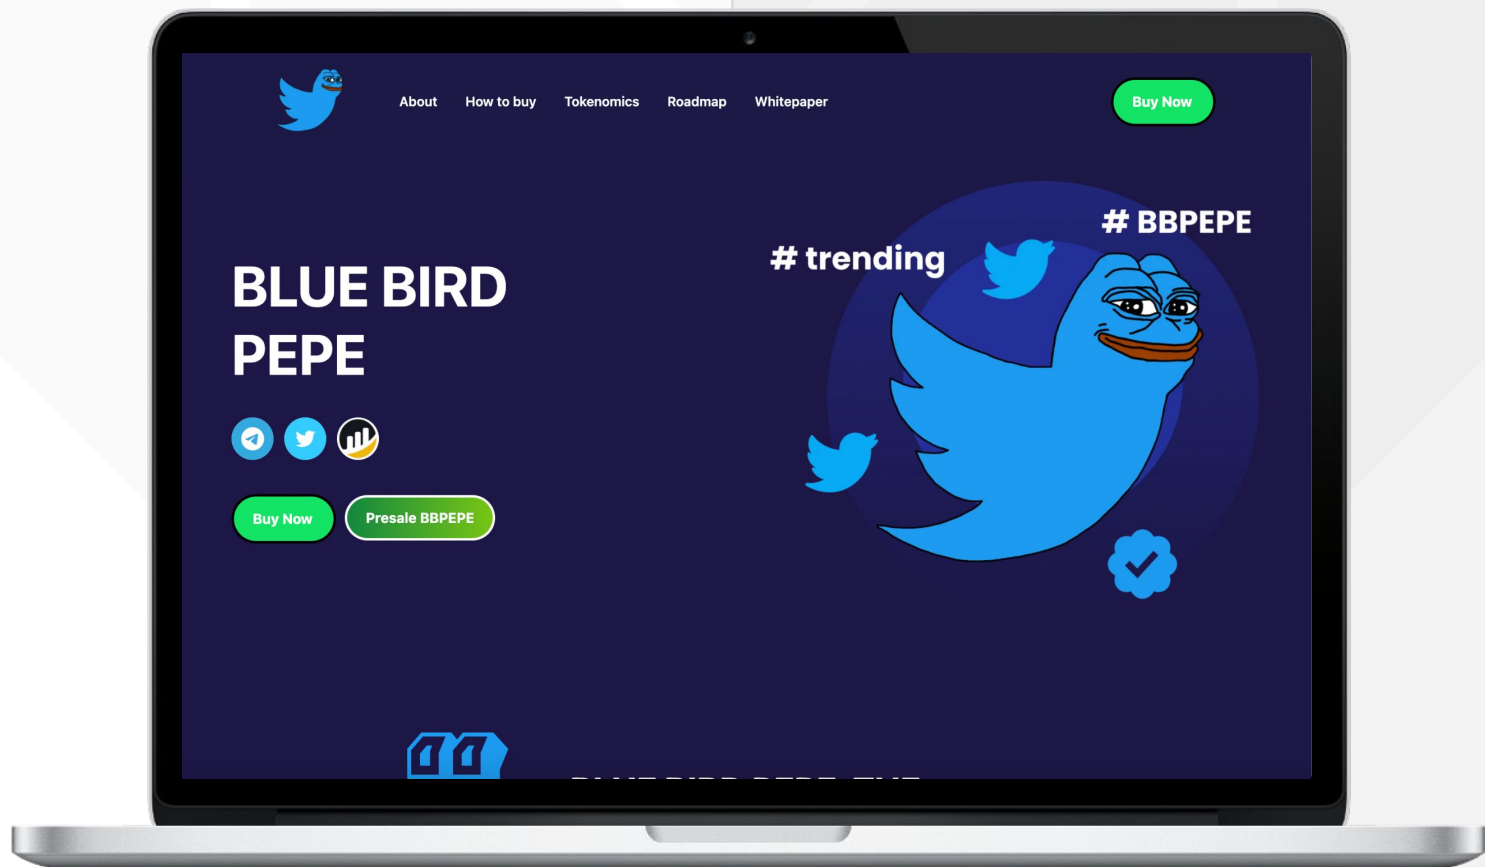 About How to buy Tokenomics Roadmap Whitepaper
Buy Now
# BBPEPE
# trending
BLUE BIRD
PEPE
Buy Now
Presale BBPEPE